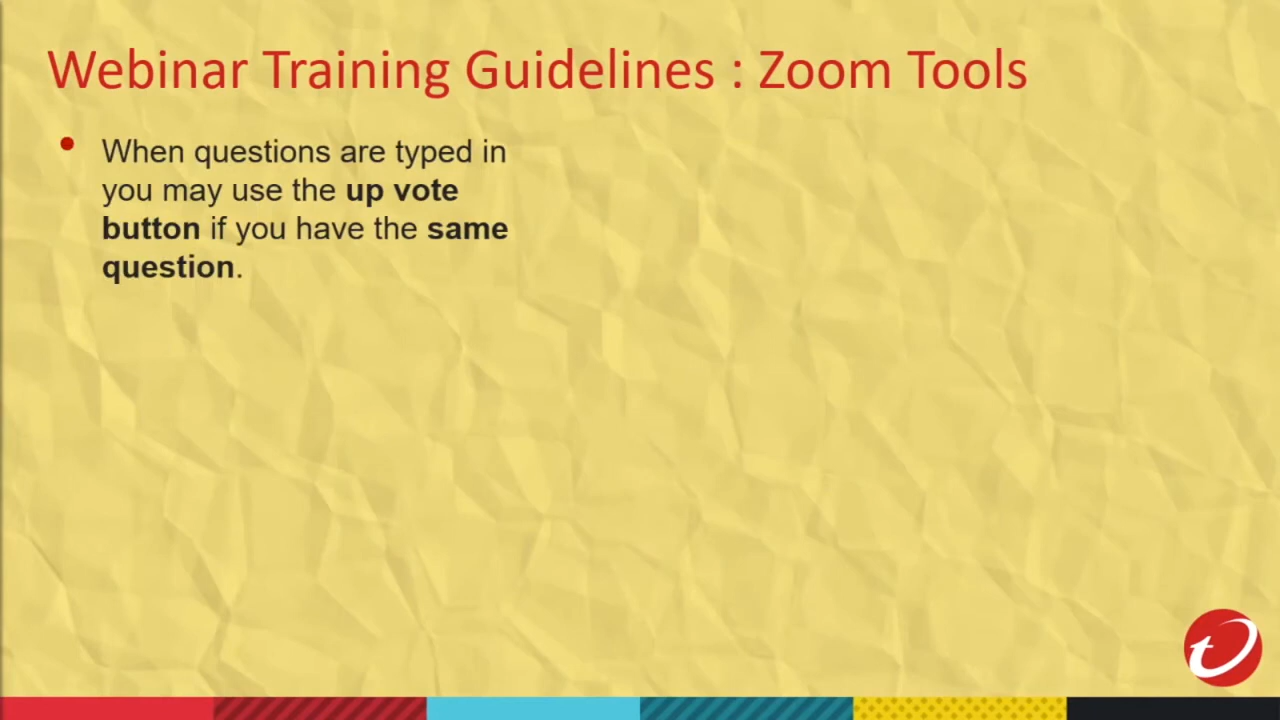 Webinar Training Guidelines : Zoom Tools
When questions are typed in
you may use the up vote
button if you have the same
question.